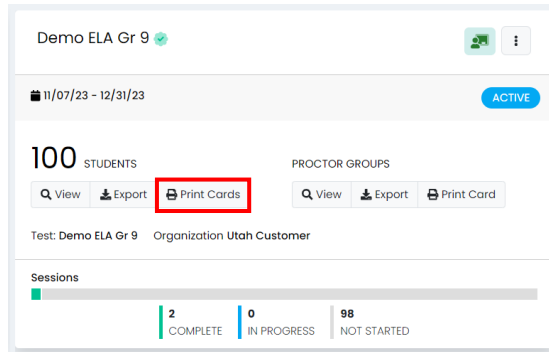 Demo ELA Gr 9
11/07/23 - 12/31/23
ACTIVE
100 STUDENTS
PROCTOR GROUPS
View Export Print Cards
View Export Print Card
Test: Demo ELA Gr 9 Organization Utah Customer
Sessions
2 0 98
COMPLETE IN PROGRESS NOT STARTED